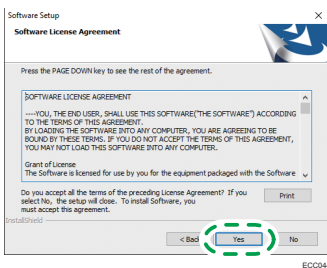 Software Setup
Software License Agreement
Press the PAGE DOWN key to see the rest of the agreement.
SOFTWARE LICENSE AGREEMENT
----YOU, THE END USER, SHALL USE THIS SOFTWARE("THE SOFTWARE") ACCORDING
TO THE TERMS OF THIS AGREEMENT.
BY LOADING THE SOFTWARE INTO ANY COMPUTER, YOU ARE AGREEING TO BE
BOUND BY THESE TERMS. IF YOU DO NOT ACCEPT THE TERMS OF THIS AGREEMENT,
YOU MAY NOT LOAD THIS SOFTWARE INTO ANY COMPUTER.
Grant of License
The Software is licensed for use by you for the equipment packaged with the Software
Do you accept all the terms of the preceding License Agreement? If you
select No, the setup will close. To install Software, you
must accept this agreement.
Print
InstallShield
< Back
Yes
No
ECC04